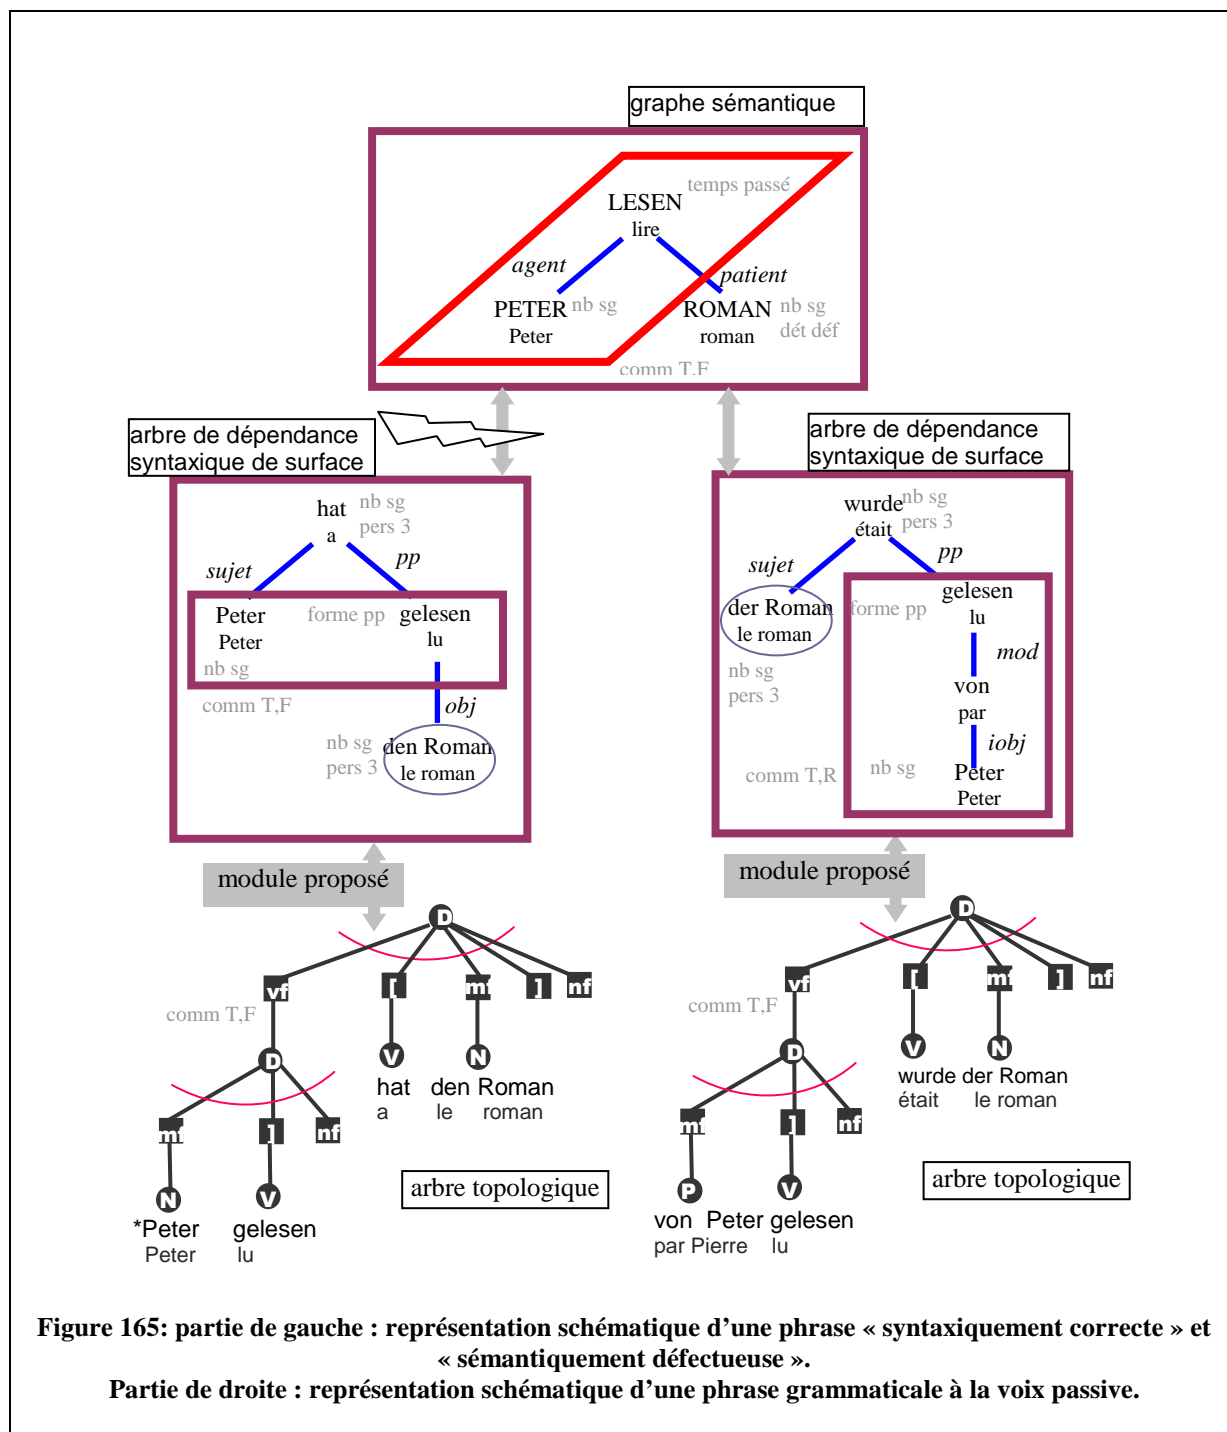 graphe sémantique
temps passé
LESEN
lire
agent
patient
PETER nb sg
Peter
ROMAN nb sg
roman dét déf
comm T,F
arbre de dépendance
syntaxique de surface
hat nb sg
a pers 3
sujet
pp
Peter forme pp gelesen
Peter lu
nb sg
comm T,F
obj
nb sg den Roman
pers 3 le roman
arbre de dépendance
syntaxique de surface
wurde nb sg
était pers 3
sujet
pp
der Roman forme pp gelesen
le roman lu
mod
nb sg
pers 3
von
par
iobj
comm T,R nb sg Peter
Peter
module proposé
D
vf [ mf ] nf
comm T,F
D V N
hat den Roman
a le roman
mf ] nf
N V
*Peter gelesen
Peter lu
arbre topologique
module proposé
D
vf [ mf ] nf
comm T,F
D V N
wurde der Roman
était le roman
mf ] nf
P V
von Peter gelesen
par Pierre lu
arbre topologique
Figure 165: partie de gauche : représentation schématique d’une phrase « syntaxiquement correcte » et
« sémantiquement défectueuse ».
Partie de droite : représentation schématique d’une phrase grammaticale à la voix passive.